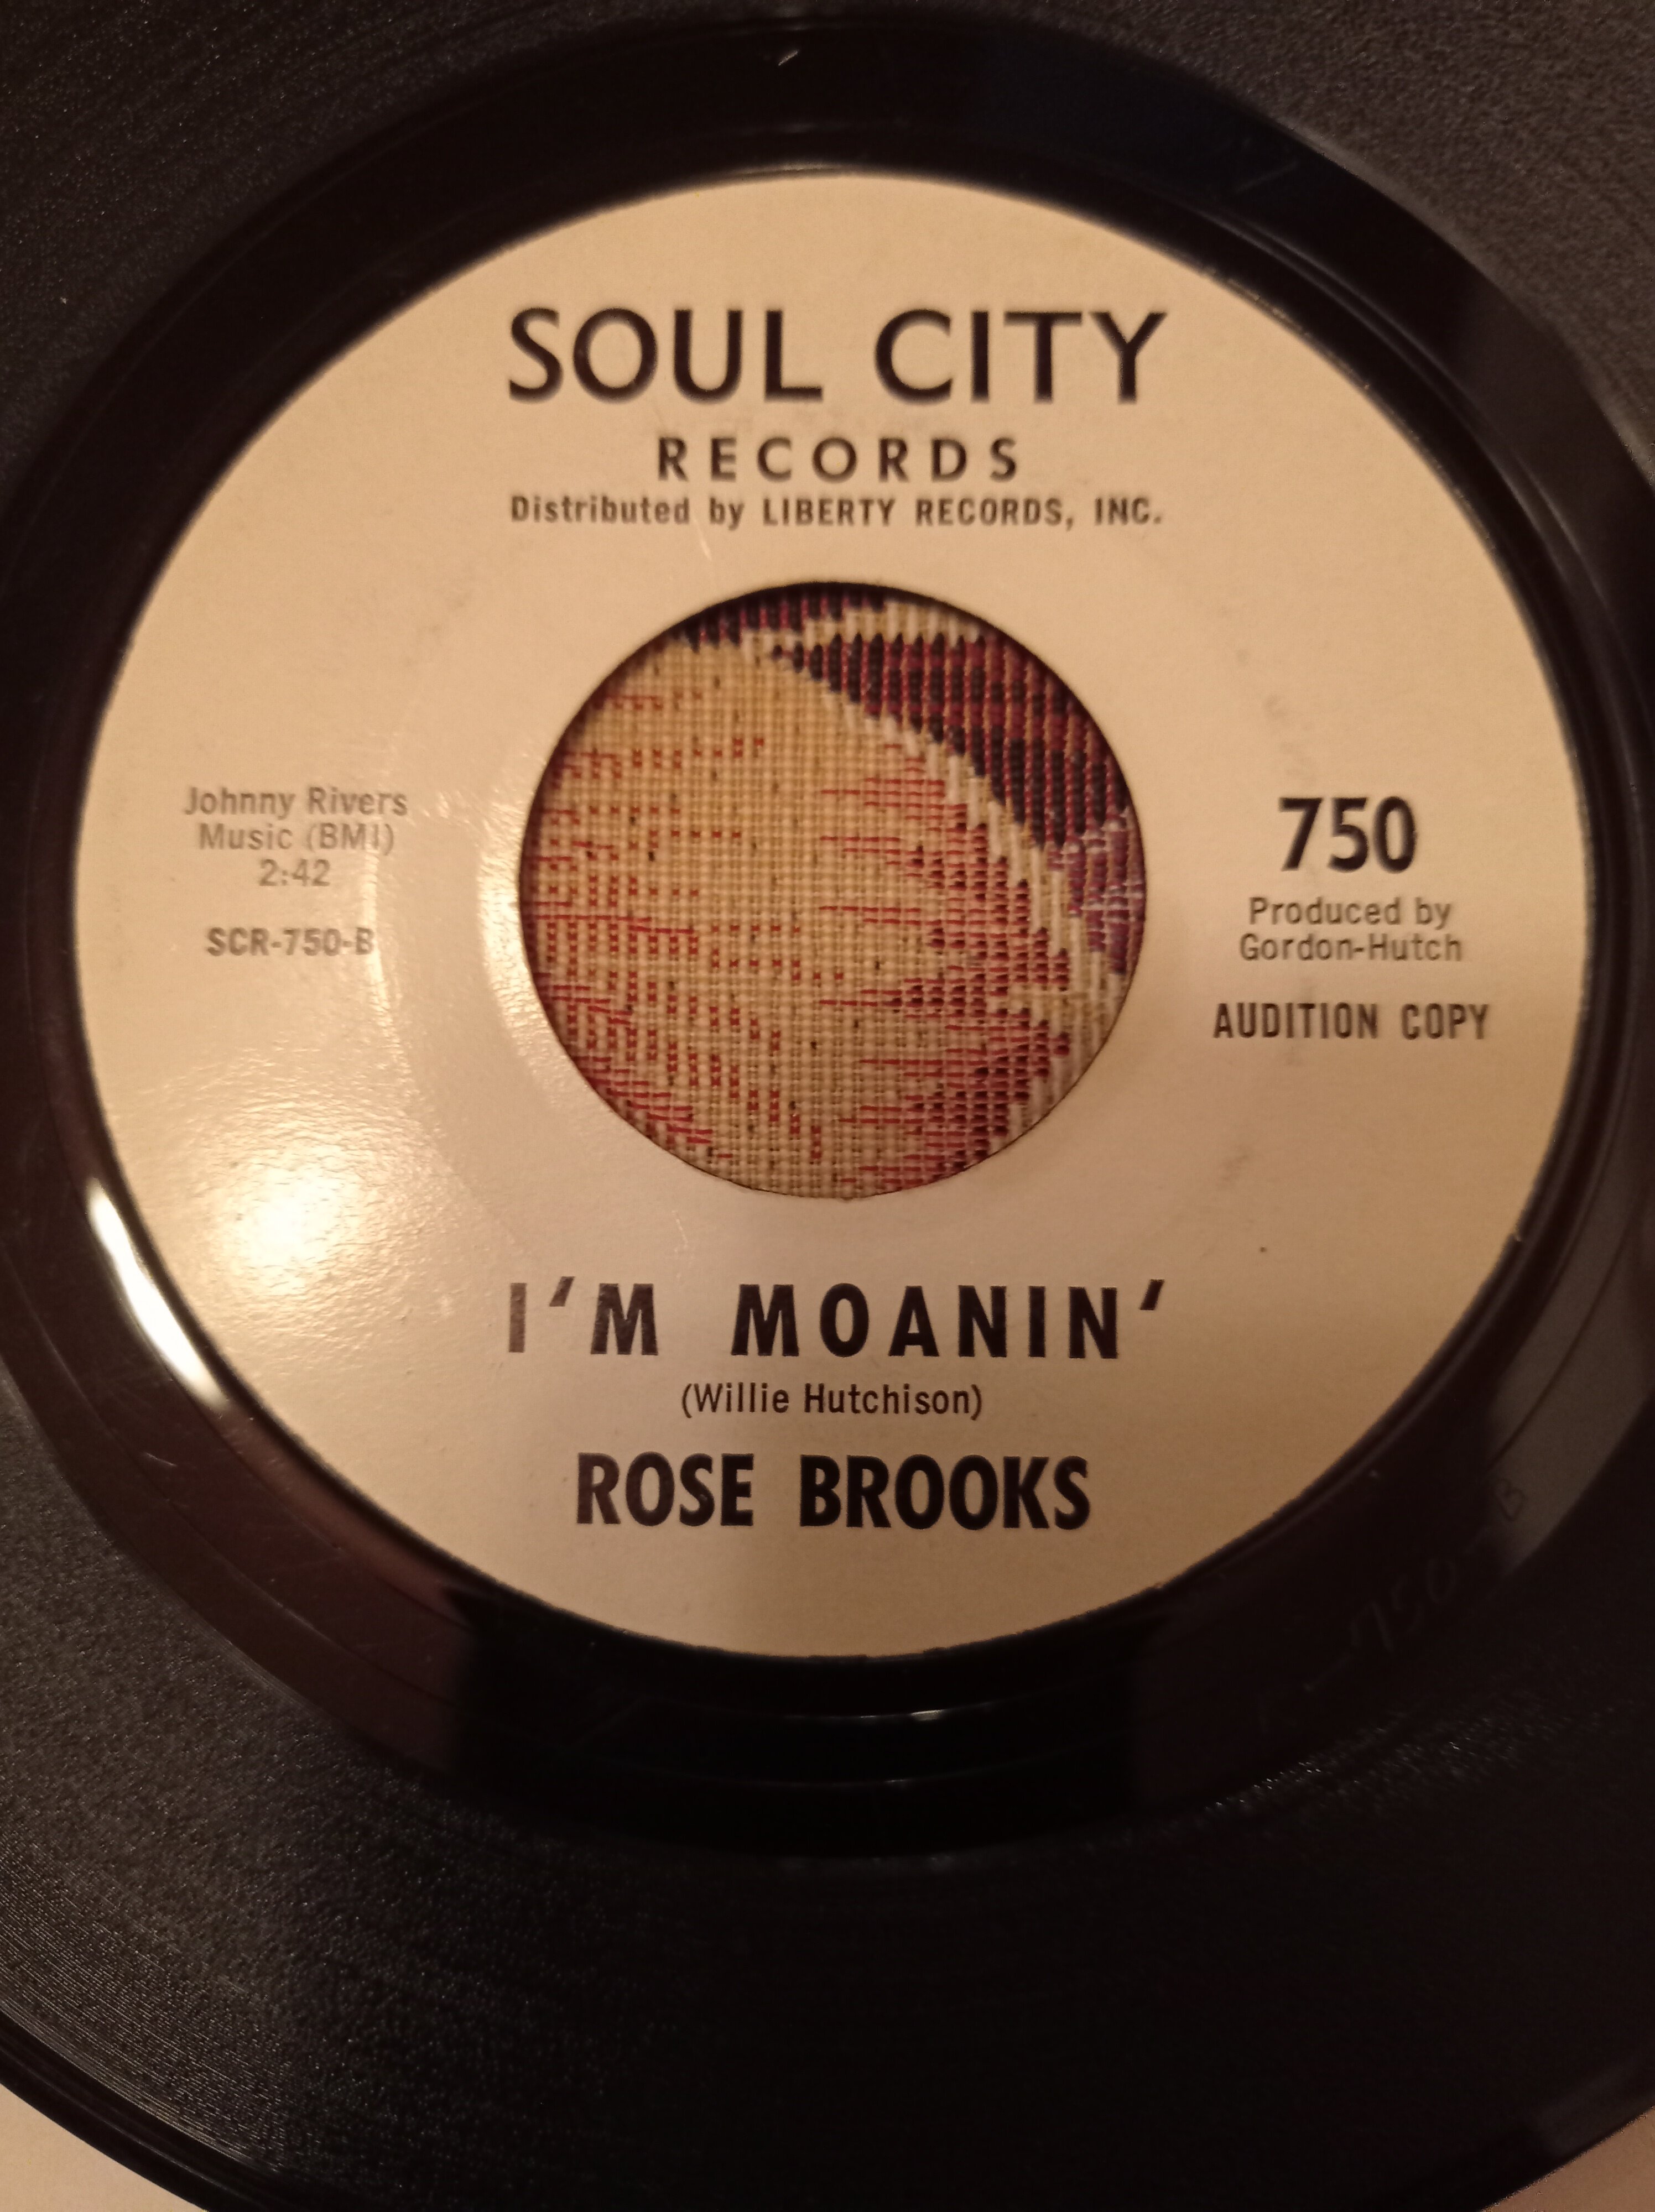 SOUL CITY
RECORDS
Distributed by LIBERTY RECORDS, INC.
Johnny Rivers
Music (BMI)
2:42
SCR-750-B
750
Produced by
Gordon-Hutch
AUDITION COPY
I'M MOANIN'
(Willie Hutchison)
ROSE BROOKS